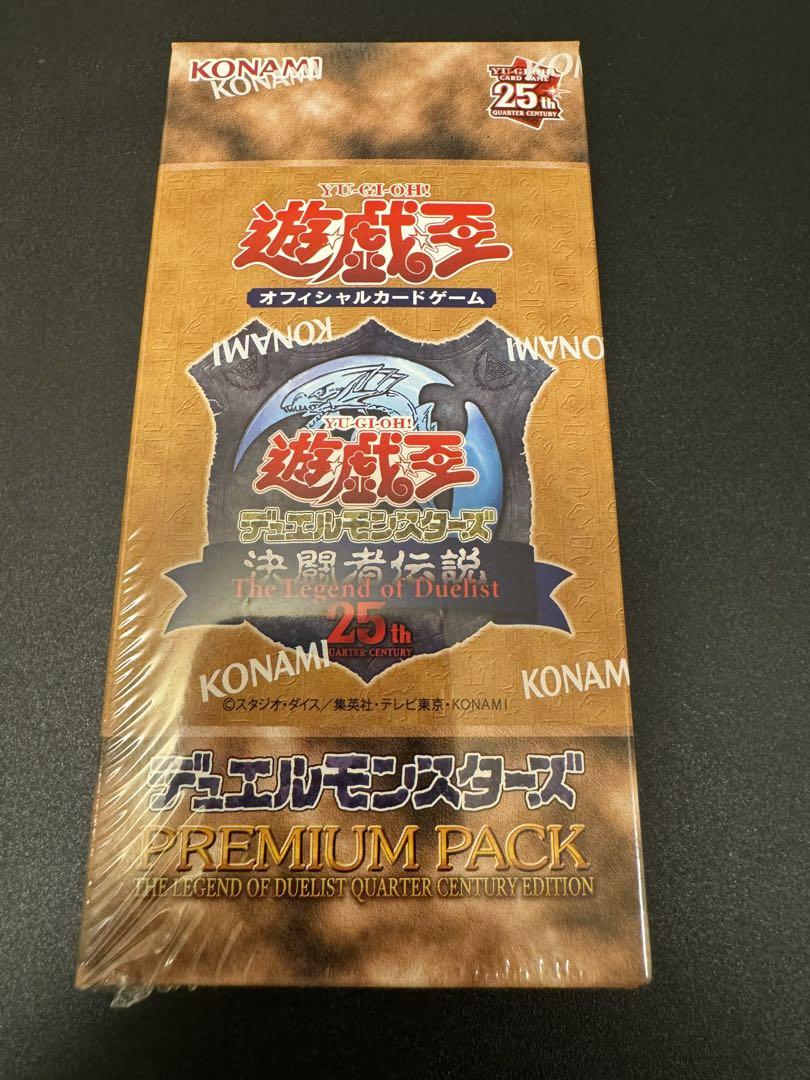 KONAMI
KONAMI
KON
YU-GI-OH!
CARD GAME
25th
QUARTER CENTURY
YU-GI-OH!
遊☆戯☆王
オフィシャルカードゲーム
KONAMI
KONAMI
KONA
YU-GI-OH!
遊☆戯☆王
デュエルモンスターズ
決闘者伝説
The Legend of Duelist
25th
QUARTER CENTURY
KONAMI
KONAM
©スタジオ・ダイス／集英社・テレビ東京・KONAMI
デュエルモンスターズ
PREMIUM PACK
THE LEGEND OF DUELIST QUARTER CENTURY EDITION